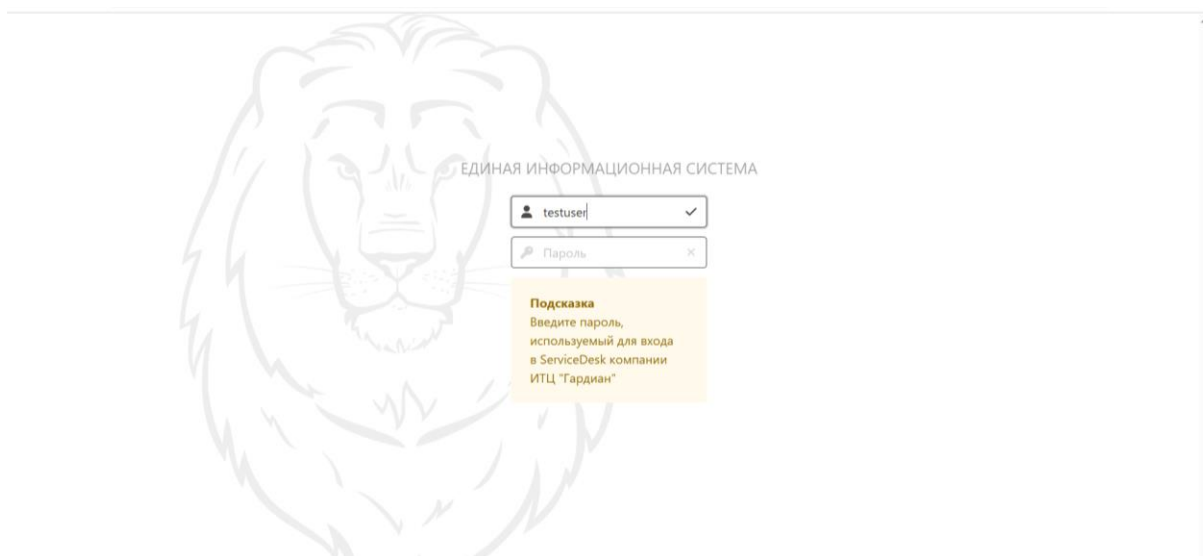 ЕДИНАЯ ИНФОРМАЦИОННАЯ СИСТЕМА
testuser
Пароль
Подсказка
Введите пароль,
используемый для входа
в ServiceDesk компании
ИТЦ "Гардиан"